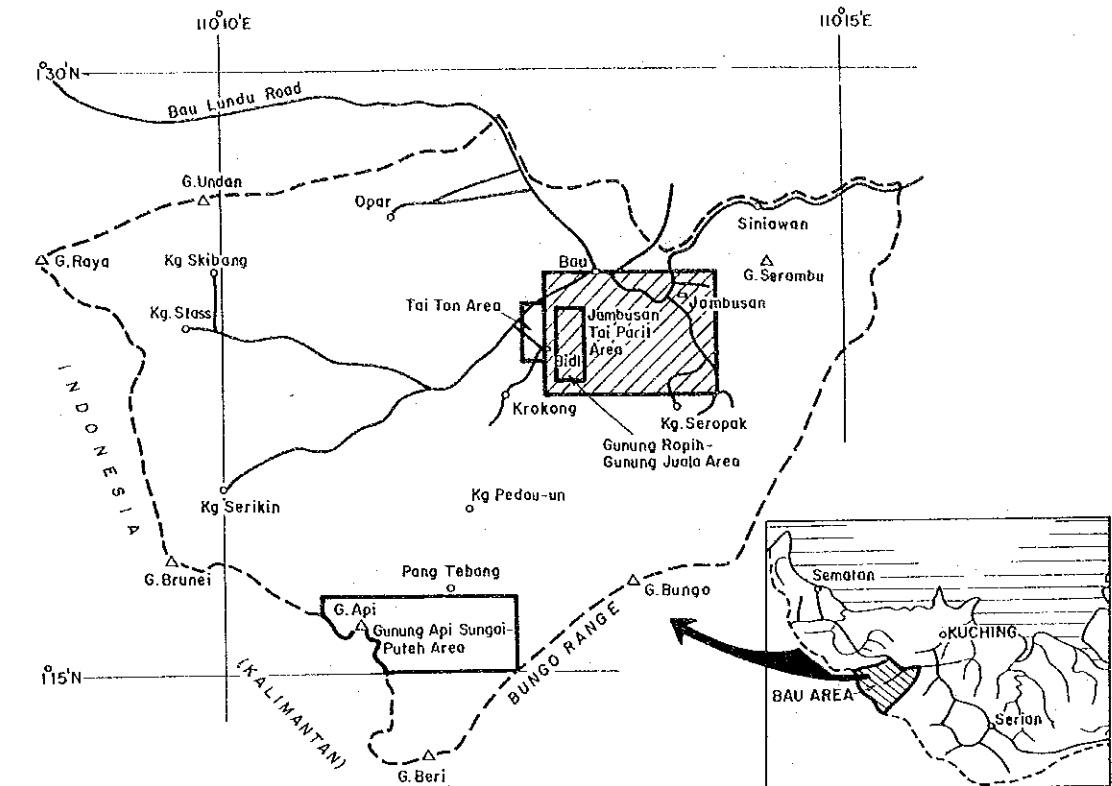 110°10'E
110°15'E
1°30'N
Bau Lundu Road
G.Undan
Opar
Siniawan
G.Raya
Kg Skibang
Bau
G.Serambu
Tai Ton Area
Jambusan
Kg. Stass
Jambusan
Tai Parit
Area
Bidi
INDONESIA
Krokong
Kg.Seropak
Gunung Ropih-
Gunung Juala Area
Kg Serikin
Kg Pedou-un
G.Brunei
Pang Tebang
G.Bungo
G.Api
Gunung Api Sungai-
Puteh Area
BUNGO RANGE
1°15'N
(KALIMANTAN)
G.Beri
Sematan
KUCHING
BAU AREA
Serian